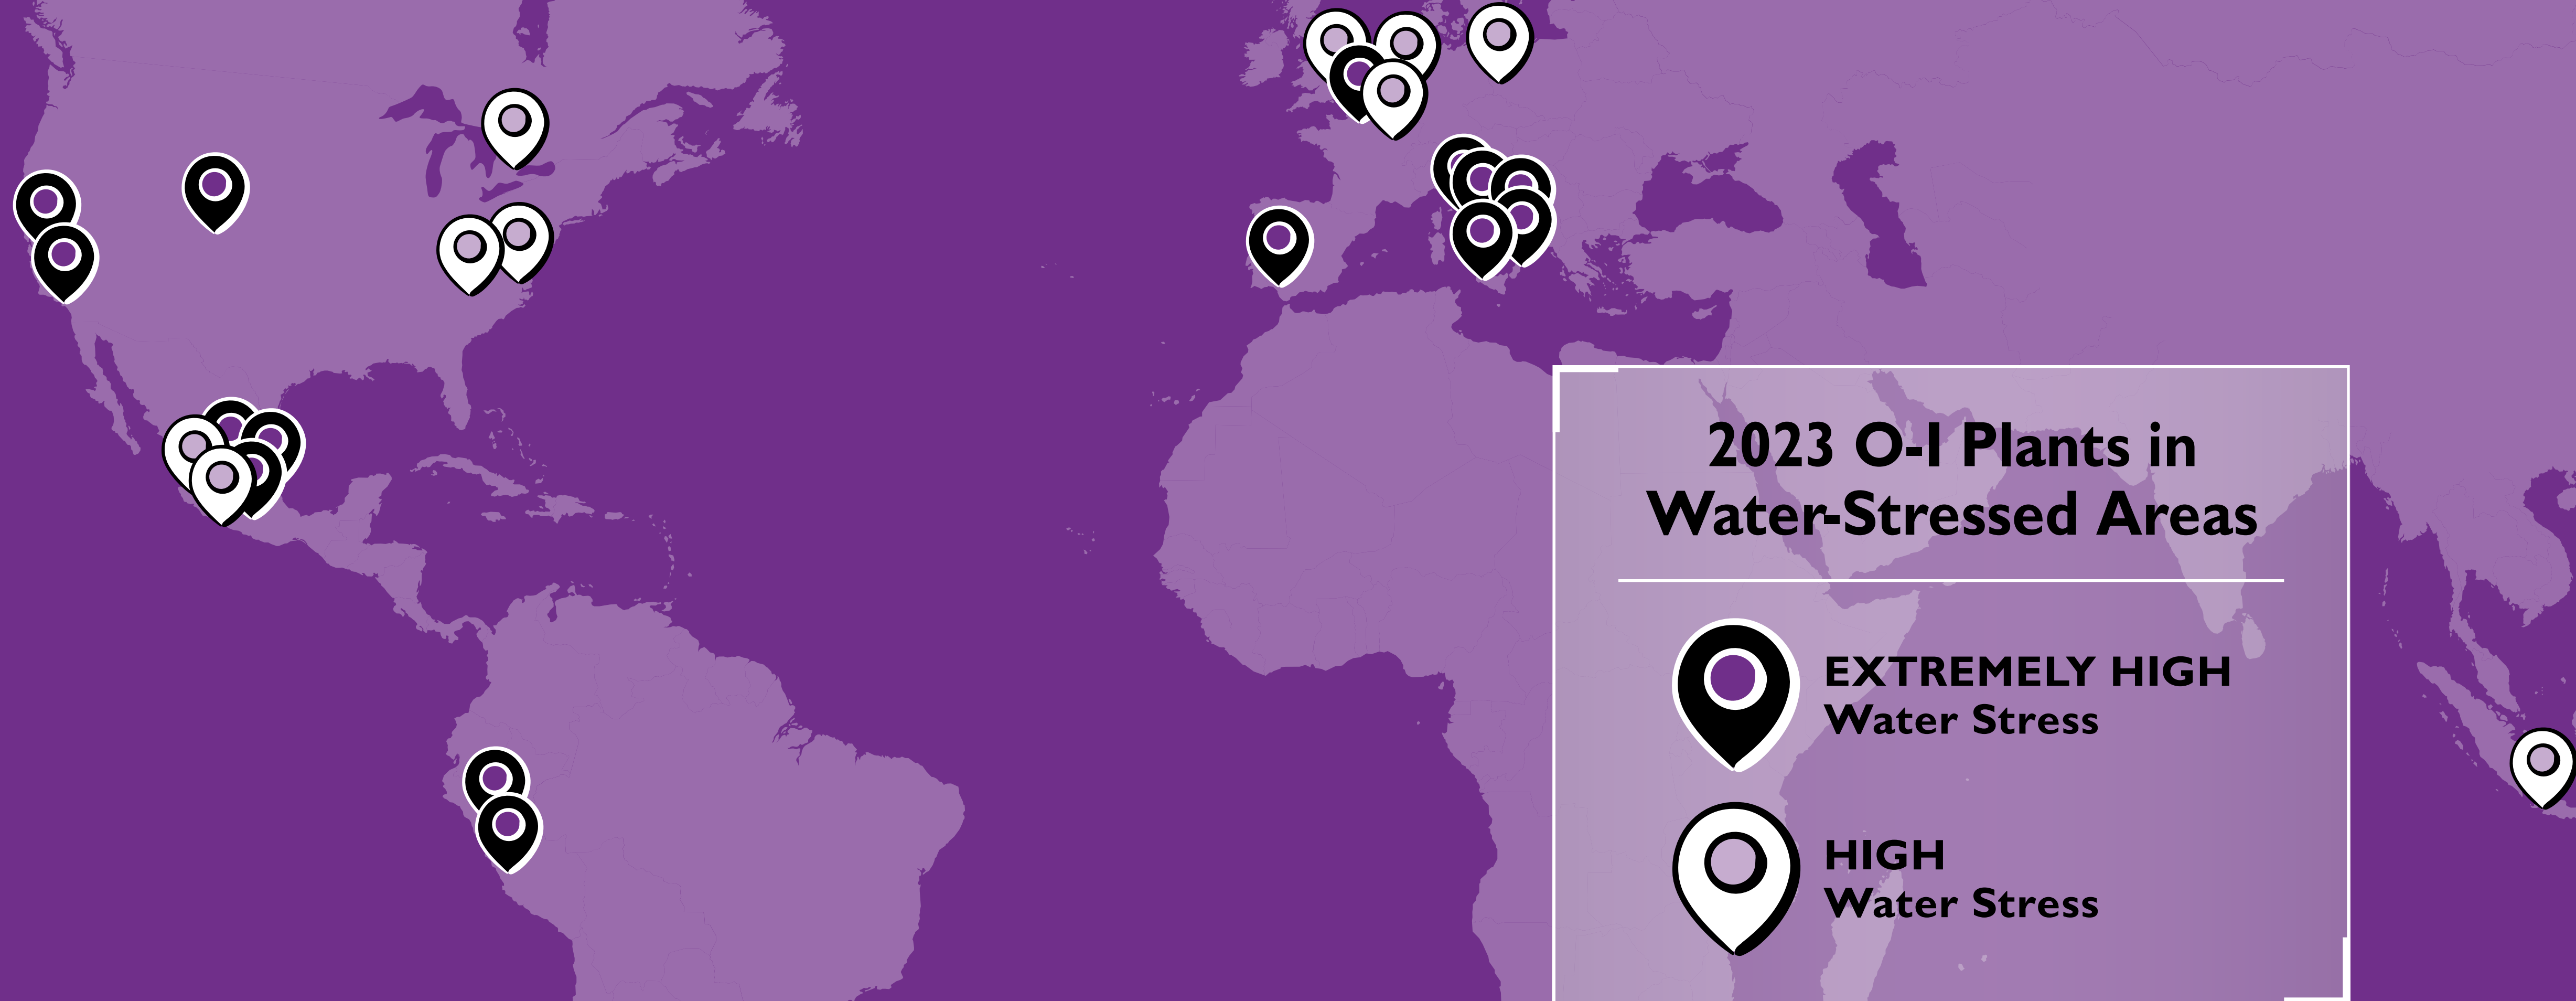 2023 O-I Plants in
Water-Stressed Areas
EXTREMELY HIGH
Water Stress
HIGH
Water Stress